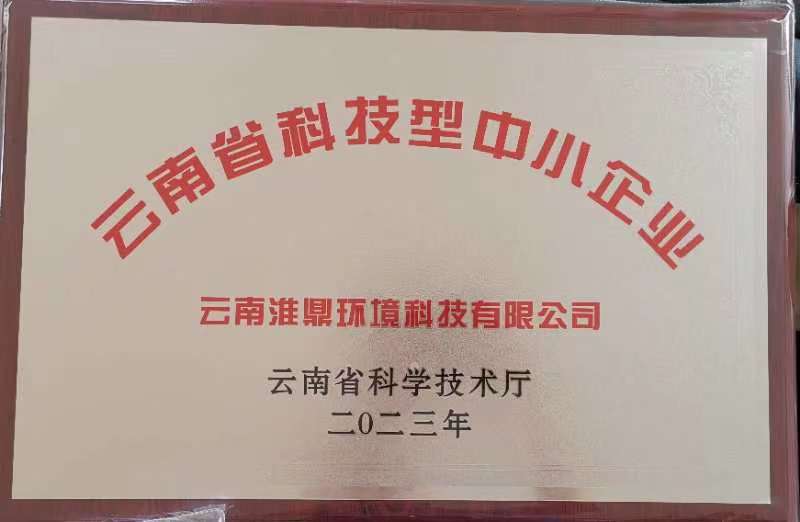 云南省科技型中小企业
云南淮鼎环境科技有限公司
云南省科学技术厅
二0二三年